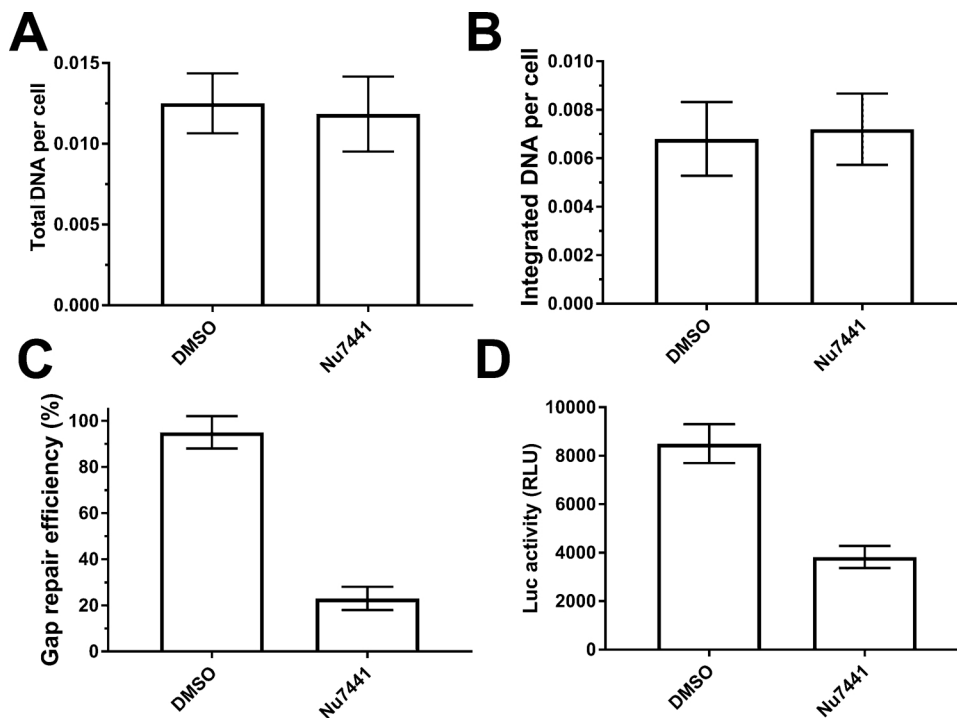 A
Total DNA per cell
0.015
0.010
0.005
0.000
DMSO
Nu7441
B
Integrated DNA per cell
0.010
0.008
0.006
0.004
0.002
0.000
DMSO
Nu7441
C
Gap repair efficiency (%)
100
80
60
40
20
0
DMSO
Nu7441
D
Luc activity (RLU)
10000
8000
6000
4000
2000
0
DMSO
Nu7441